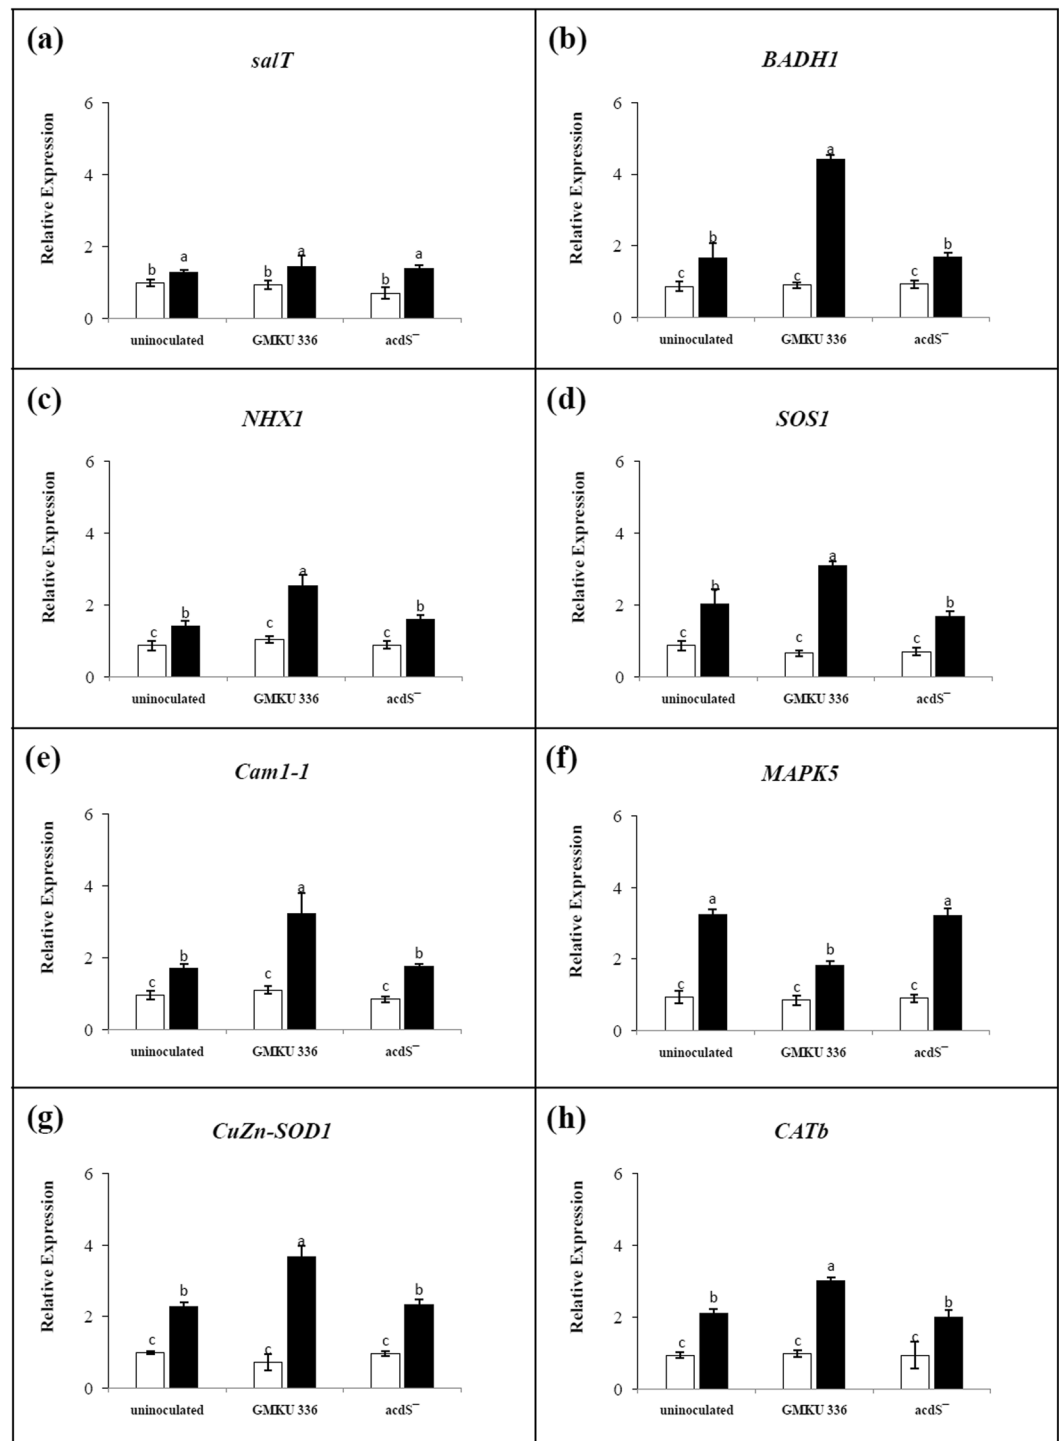 (a)
salT
Relative Expression
6
4
2
0
b a b a b a
uninoculated GMKU 336 acdS⁻
(b)
BADH1
Relative Expression
6
4
2
0
c b c a c b
uninoculated GMKU 336 acdS⁻
(c)
NHX1
Relative Expression
6
4
2
0
c b c a c b
uninoculated GMKU 336 acdS⁻
(d)
SOS1
Relative Expression
6
4
2
0
c b c a c b
uninoculated GMKU 336 acdS⁻
(e)
Cam1-1
Relative Expression
6
4
2
0
c b c a c b
uninoculated GMKU 336 acdS⁻
(f)
MAPK5
Relative Expression
6
4
2
0
c a c b c a
uninoculated GMKU 336 acdS⁻
(g)
CuZn-SOD1
Relative Expression
6
4
2
0
c b c a c b
uninoculated GMKU 336 acdS⁻
(h)
CATb
Relative Expression
6
4
2
0
c b c a c b
uninoculated GMKU 336 acdS⁻